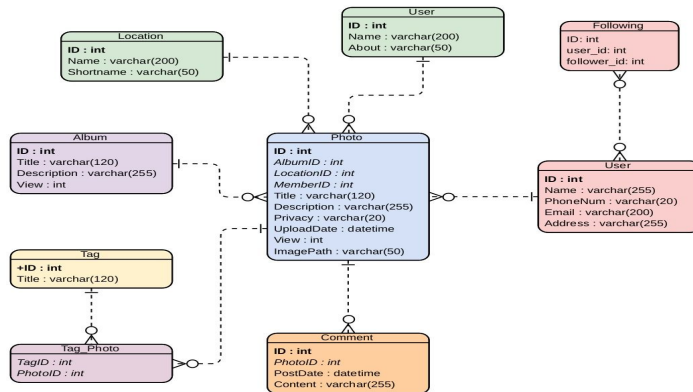 User
ID : int
Name : varchar(200)
About : varchar(50)
Following
ID: int
user_id: int
follower_id: int
Location
ID : int
Name : varchar(200)
Shortname : varchar(50)
Album
ID : int
Title : varchar(120)
Description : varchar(255)
View : int
Photo
ID : int
AlbumID : int
LocationID : int
MemberID : int
Title : varchar(120)
Description : varchar(255)
Privacy : varchar(20)
UploadDate : datetime
View : int
ImagePath : varchar(50)
User
ID : int
Name : varchar(255)
PhoneNum : varchar(20)
Email : varchar(200)
Address : varchar(255)
Tag
+ID : int
Title : varchar(120)
Tag_Photo
TagID : int
PhotoID : int
Comment
ID : int
PhotoID : int
PostDate : datetime
Content : varchar(255)